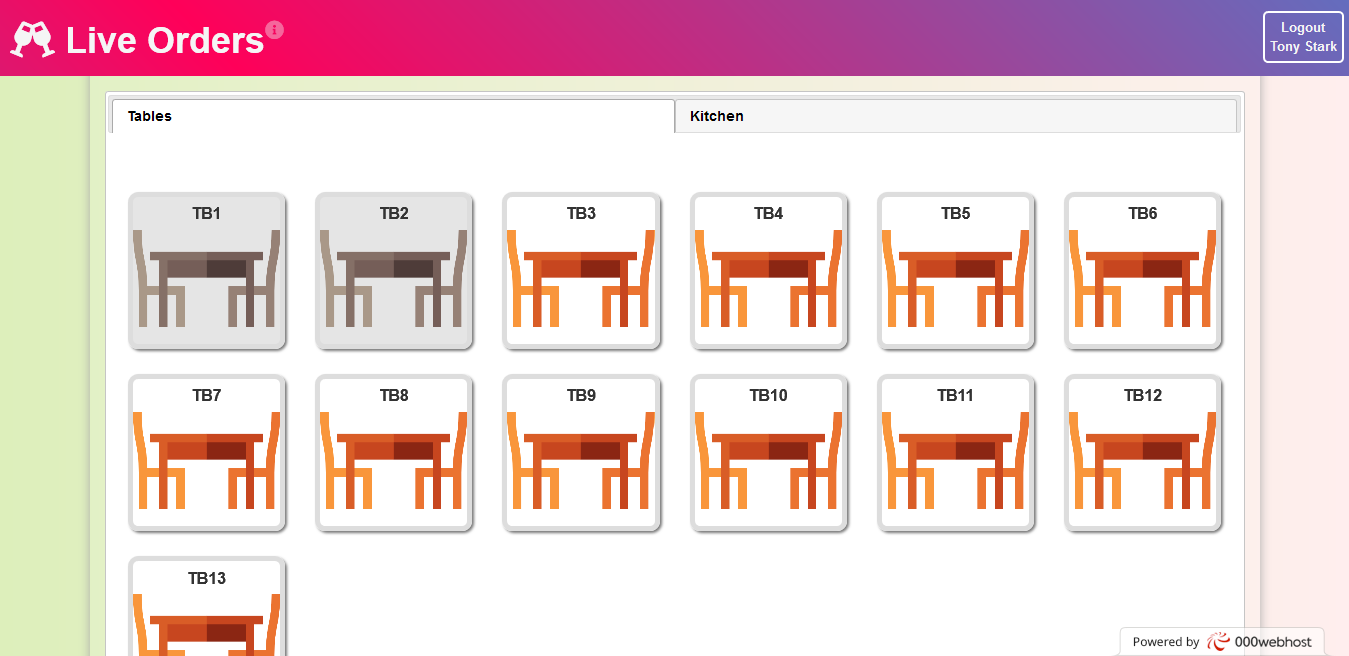 Live Orders
Logout
Tony Stark
Tables
Kitchen
TB1
TB2
TB3
TB4
TB5
TB6
TB7
TB8
TB9
TB10
TB11
TB12
TB13
Powered by 000webhost